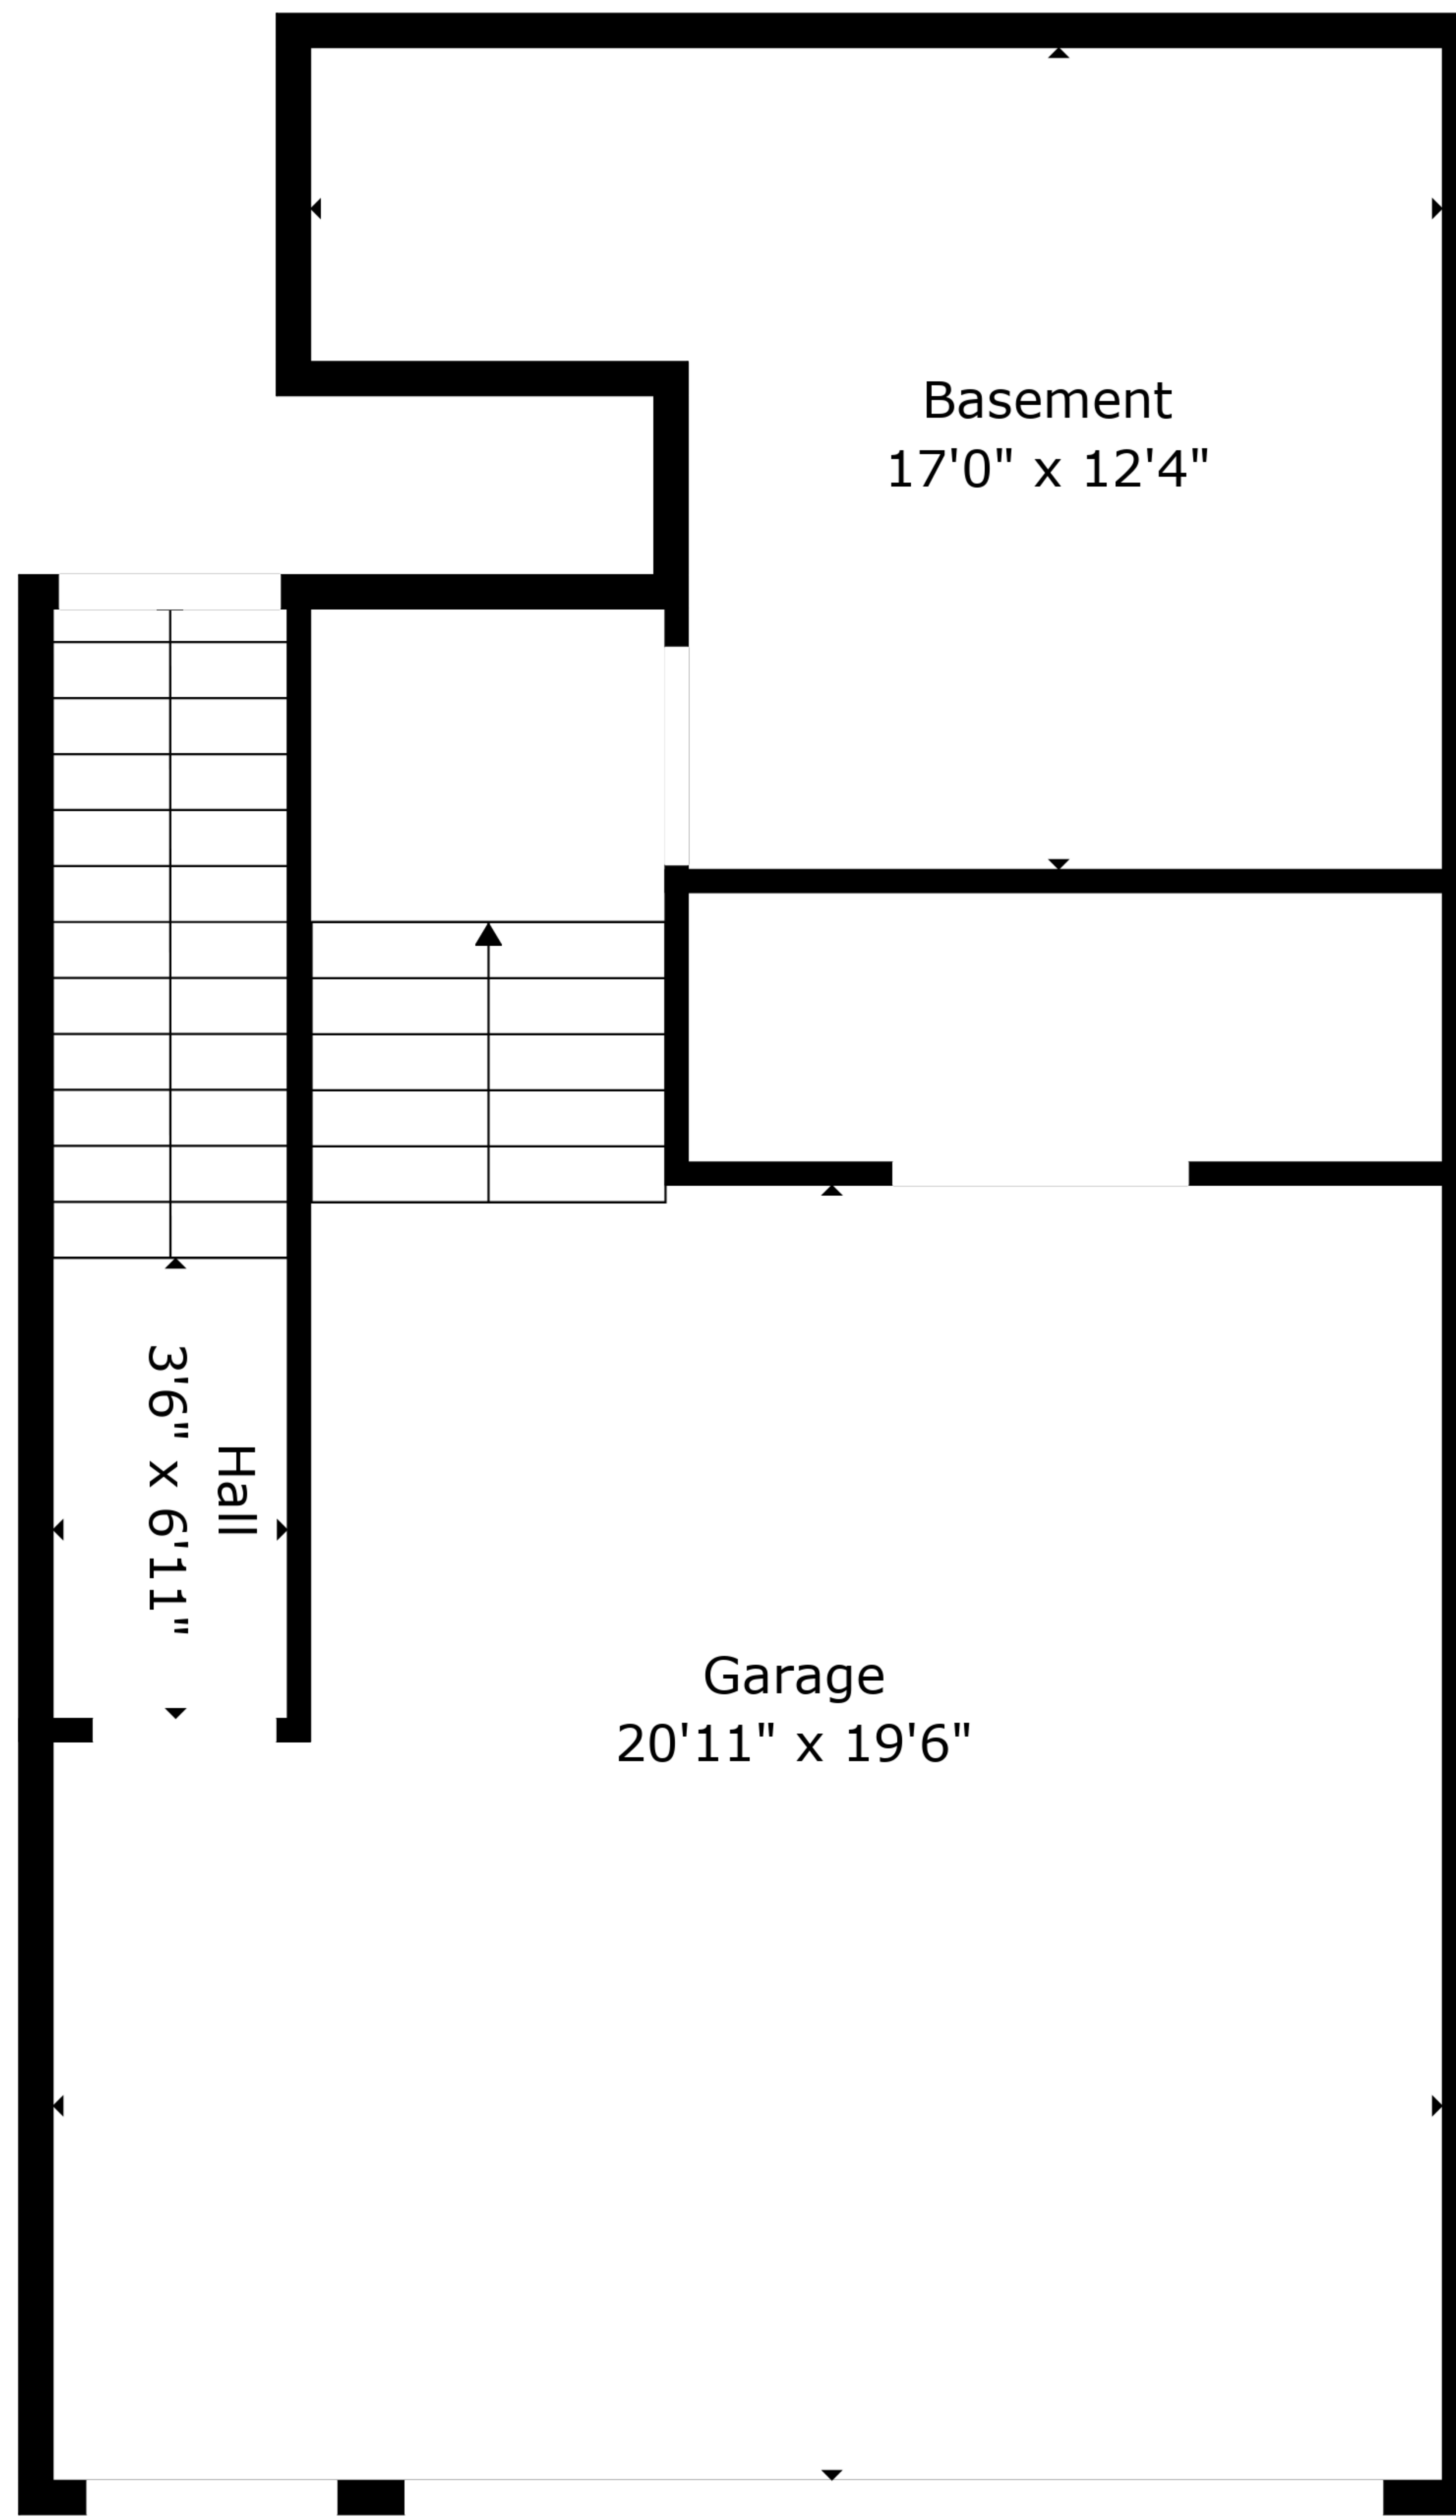 Basement
17'0" x 12'4"
Hall
3'6" x 6'11"
Garage
20'11" x 19'6"